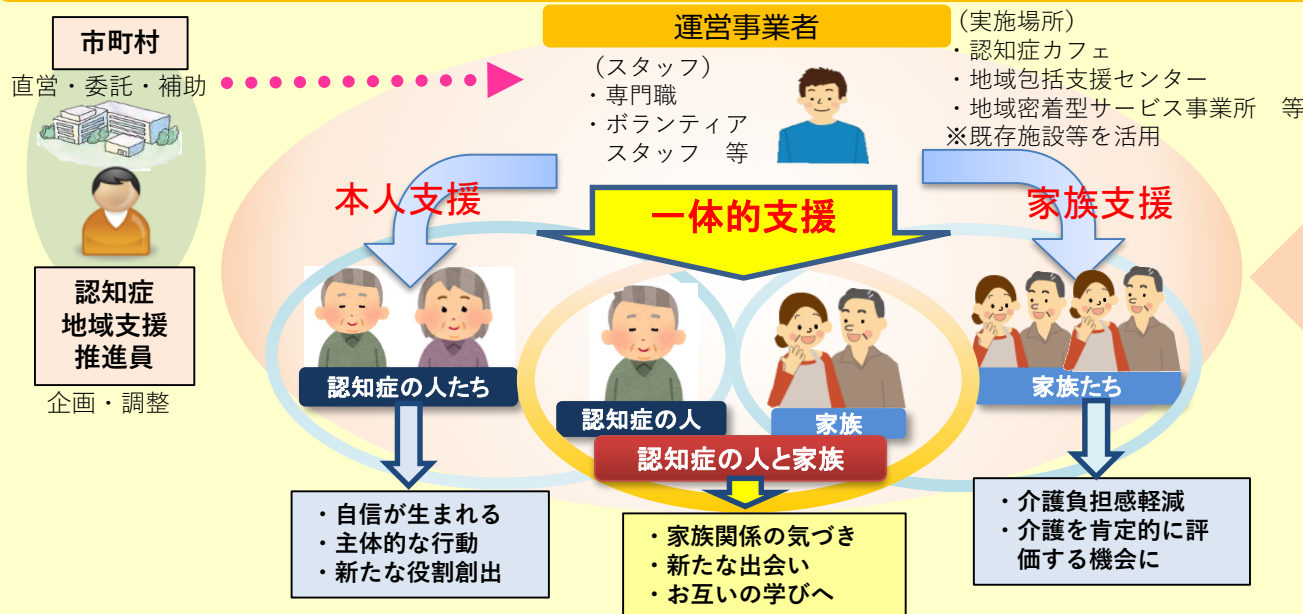 市町村
直営・委託・補助
認知症
地域支援
推進員
企画・調整
運営事業者
(スタッフ)
・専門職
・ボランティア
スタッフ 等
(実施場所)
・認知症カフェ
・地域包括支援センター
・地域密着型サービス事業所 等
※既存施設等を活用
本人支援
一体的支援
家族支援
認知症の人たち
認知症の人
家族
認知症の人と家族
家族たち
・自信が生まれる
・主体的な行動
・新たな役割創出
・家族関係の気づき
・新たな出会い
・お互いの学びへ
・介護負担感軽減
・介護を肯定的に評
価する機会に